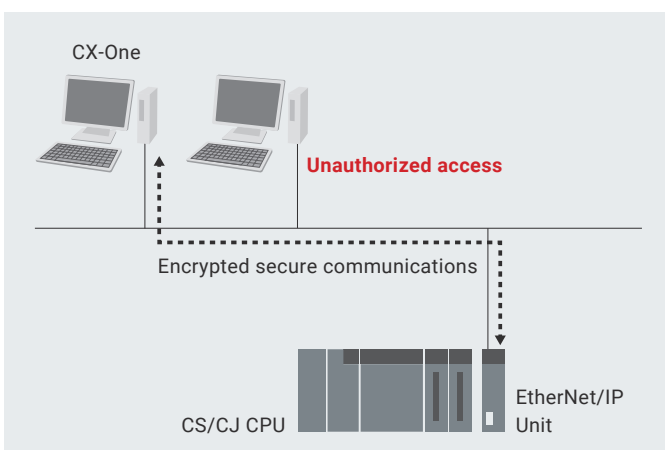 CX-One
Unauthorized access
Encrypted secure communications
EtherNet/IP
Unit
CS/CJ CPU